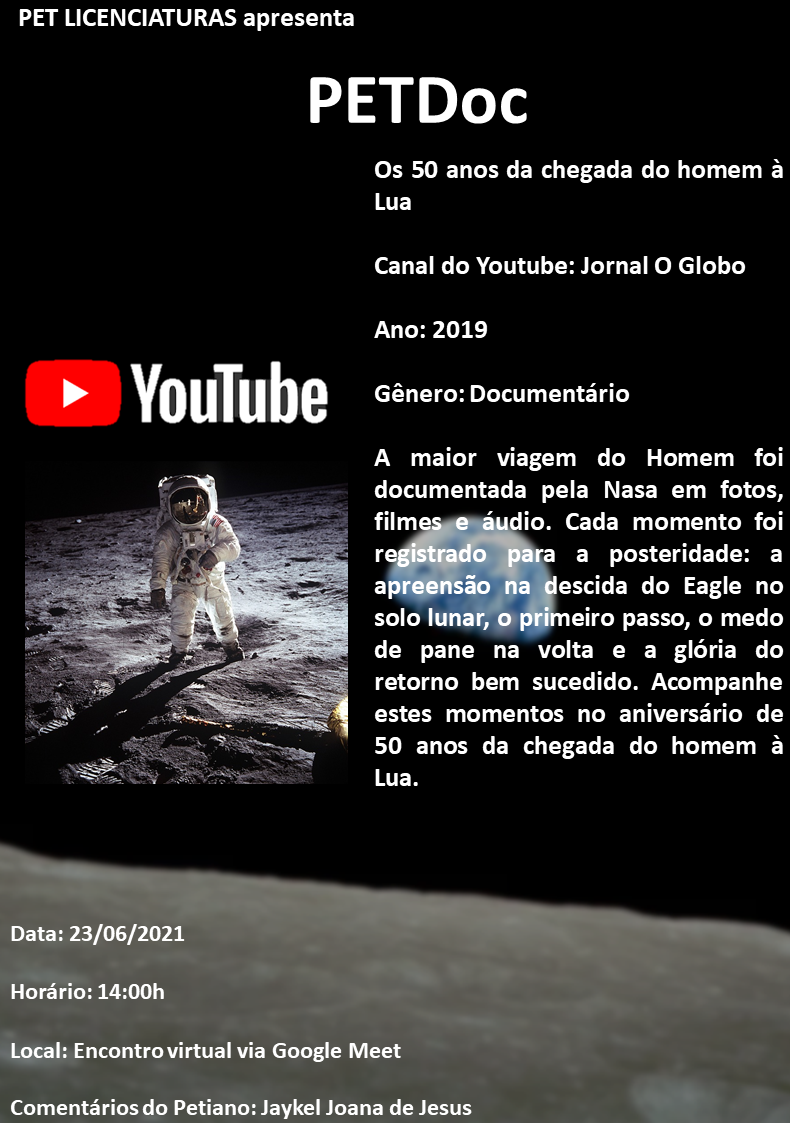 PET LICENCIATURAS apresenta
PETDoc
Os 50 anos da chegada do homem à
Lua
Canal do Youtube: Jornal O Globo
Ano: 2019
Gênero: Documentário
YouTube
A maior viagem do Homem foi
documentada pela Nasa em fotos,
filmes e áudio. Cada momento foi
registrado para a posteridade: a
apreensão na descida do Eagle no
solo lunar, o primeiro passo, o medo
de pane na volta e a glória do
retorno bem sucedido. Acompanhe
estes momentos no aniversário de
50 anos da chegada do homem à
Lua.
Data: 23/06/2021
Horário: 14:00h
Local: Encontro virtual via Google Meet
Comentários do Petiano: Jaykel Joana de Jesus